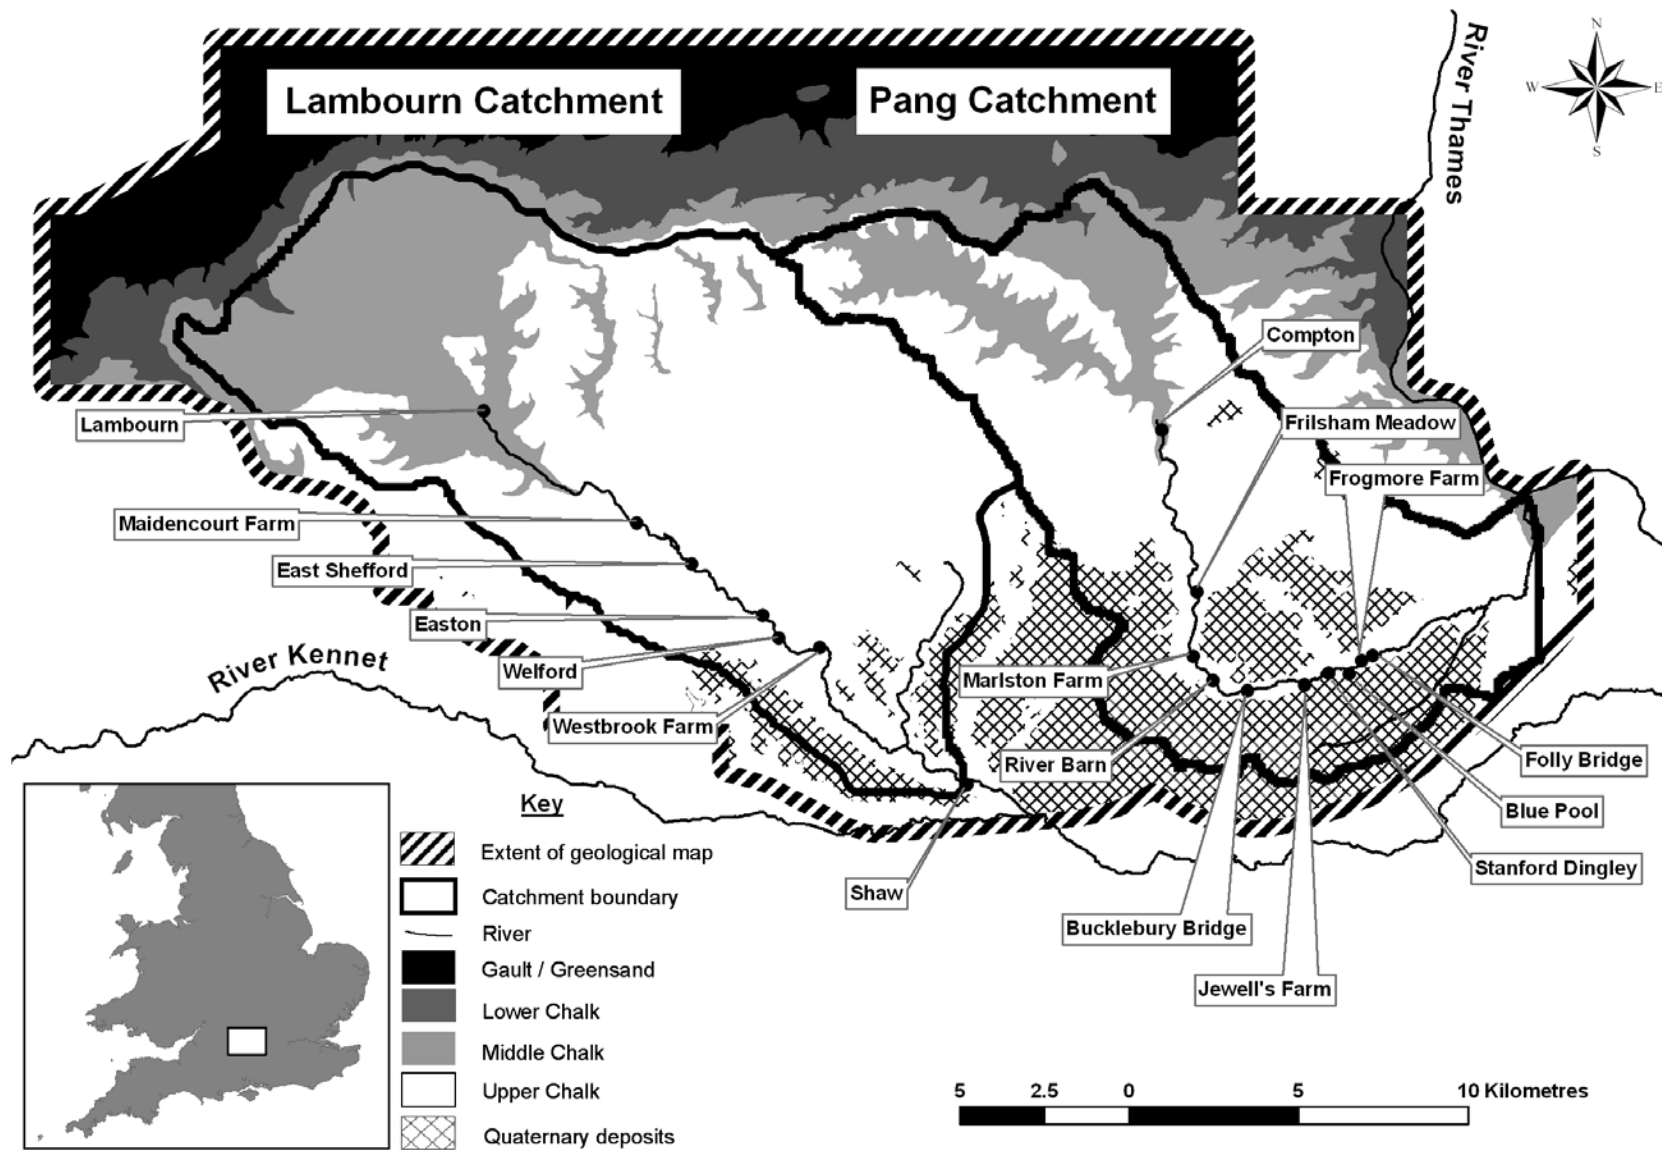 Lambourn Catchment
Pang Catchment
River Thames
N
W
E
S
Compton
Lambourn
Frilsham Meadow
Frogmore Farm
Maidencourt Farm
East Shefford
Easton
Welford
River Kennet
Marlston Farm
Westbrook Farm
River Barn
Folly Bridge
Blue Pool
Stanford Dingley
Shaw
Bucklebury Bridge
Jewell's Farm
Key
Extent of geological map
Catchment boundary
River
Gault / Greensand
Lower Chalk
Middle Chalk
Upper Chalk
Quaternary deposits
5 2.5 0 5 10 Kilometres